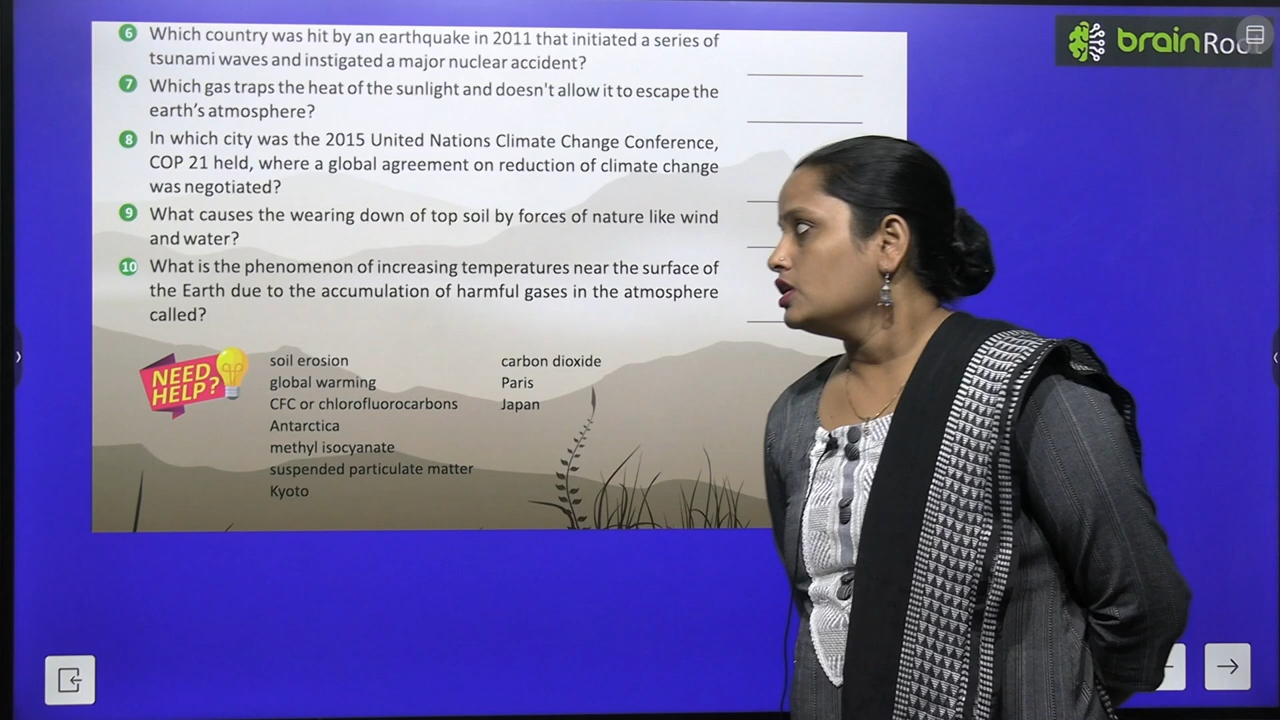 brainRoot
6 Which country was hit by an earthquake in 2011 that initiated a series of
tsunami waves and instigated a major nuclear accident?
7 Which gas traps the heat of the sunlight and doesn't allow it to escape the
earth's atmosphere?
8 In which city was the 2015 United Nations Climate Change Conference,
COP 21 held, where a global agreement on reduction of climate change
was negotiated?
9 What causes the wearing down of top soil by forces of nature like wind
and water?
10 What is the phenomenon of increasing temperatures near the surface of
the Earth due to the accumulation of harmful gases in the atmosphere
called?
NEED
HELP?
soil erosion
global warming
CFC or chlorofluorocarbons
Antarctica
methyl isocyanate
suspended particulate matter
Kyoto
carbon dioxide
Paris
Japan